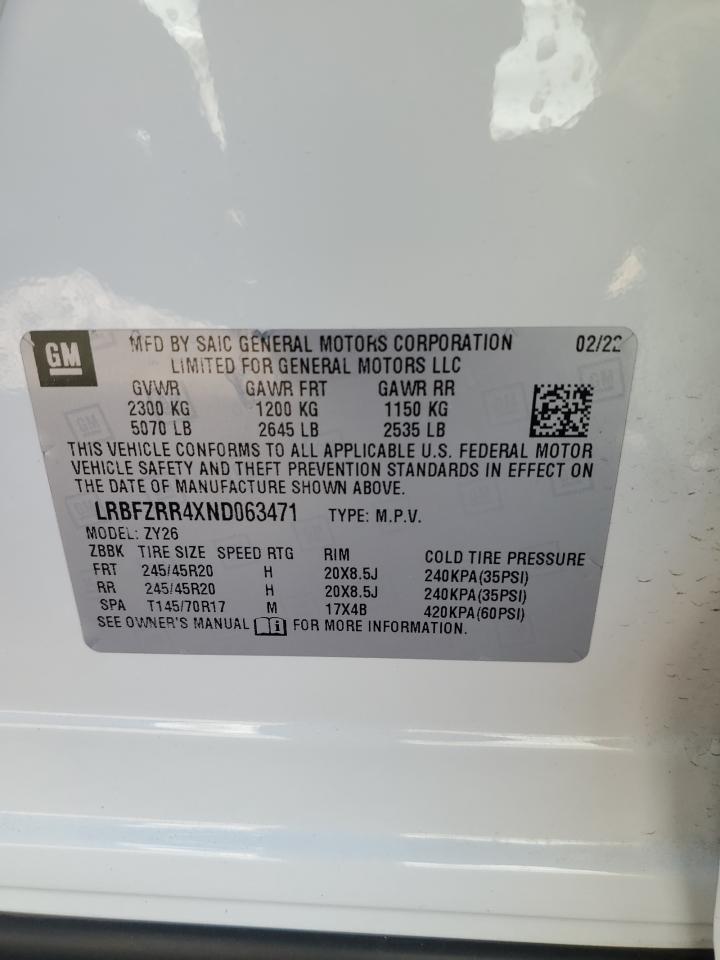 GM
MFD BY SAIC GENERAL MOTORS CORPORATION 02/22
LIMITED FOR GENERAL MOTORS LLC
GVWR GAWR FRT GAWR RR
2300 KG 1200 KG 1150 KG
5070 LB 2645 LB 2535 LB
THIS VEHICLE CONFORMS TO ALL APPLICABLE U.S. FEDERAL MOTOR
VEHICLE SAFETY AND THEFT PREVENTION STANDARDS IN EFFECT ON
THE DATE OF MANUFACTURE SHOWN ABOVE.
LRBFZRR4XND063471 TYPE: M.P.V.
MODEL: ZY26
ZBBK TIRE SIZE SPEED RTG RIM COLD TIRE PRESSURE
FRT 245/45R20 H 20X8.5J 240KPA(35PSI)
RR 245/45R20 H 20X8.5J 240KPA(35PSI)
SPA T145/70R17 M 17X4B 420KPA(60PSI)
SEE OWNER'S MANUAL FOR MORE INFORMATION.